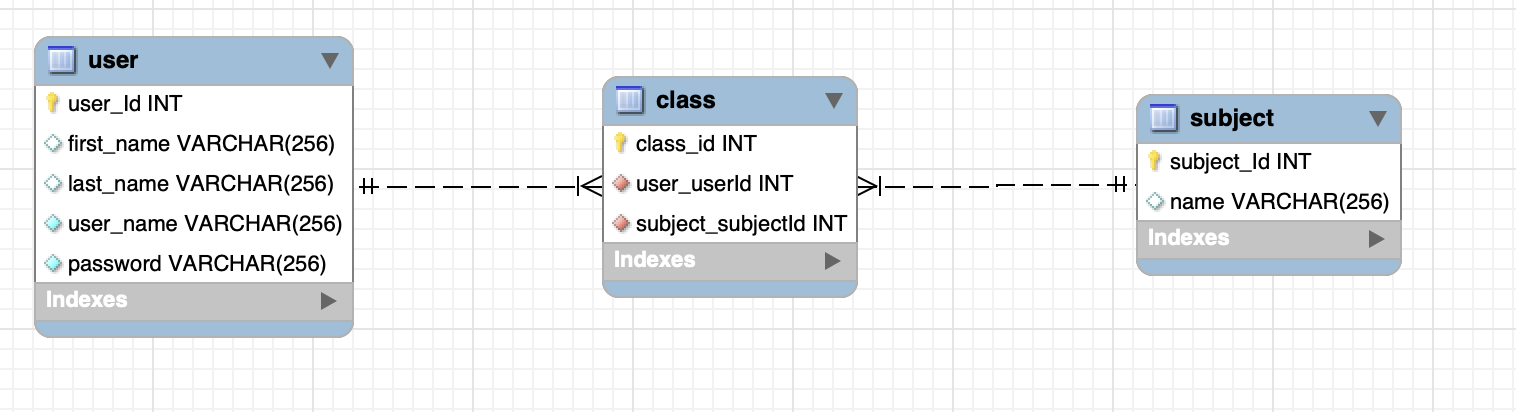 user
user_Id INT
first_name VARCHAR(256)
last_name VARCHAR(256)
user_name VARCHAR(256)
password VARCHAR(256)
Indexes
class
class_id INT
user_userId INT
subject_subjectId INT
Indexes
subject
subject_Id INT
name VARCHAR(256)
Indexes